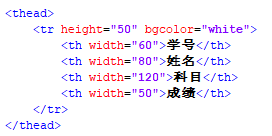 <thead>
<tr height="50" bgcolor="white">
<th width="60">学号</th>
<th width="80">姓名</th>
<th width="120">科目</th>
<th width="50">成绩</th>
</tr>
</thead>